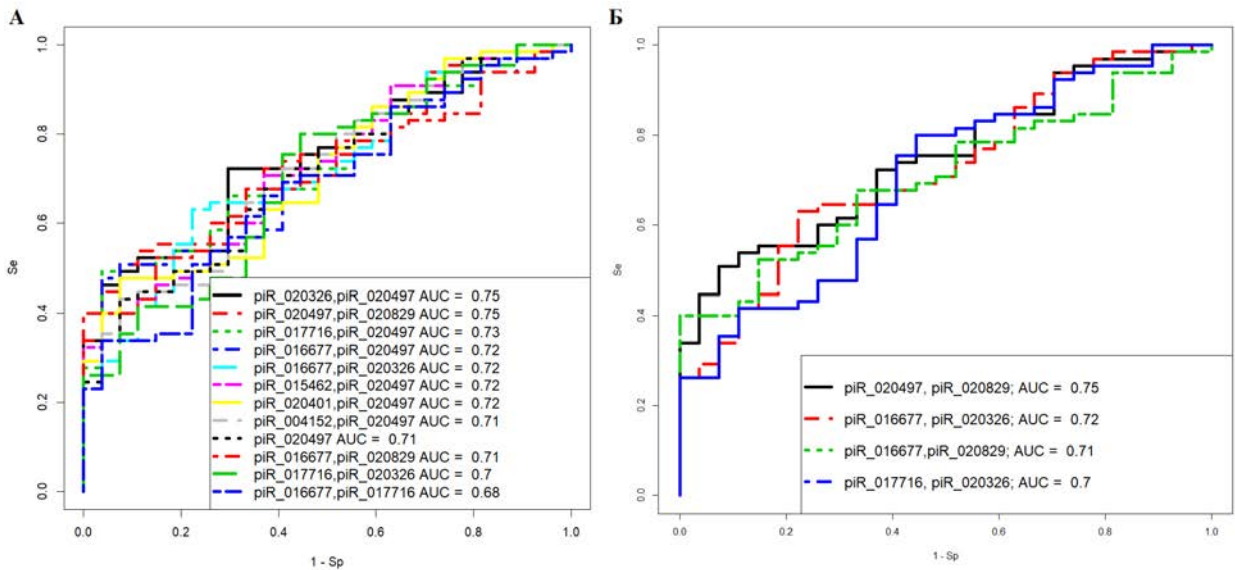 А
Se
0.0 0.2 0.4 0.6 0.8 1.0
piR_020326,piR_020497 AUC = 0.75
piR_020497,piR_020829 AUC = 0.75
piR_017716,piR_020497 AUC = 0.73
piR_016677,piR_020497 AUC = 0.72
piR_016677,piR_020326 AUC = 0.72
piR_015462,piR_020497 AUC = 0.72
piR_020401,piR_020497 AUC = 0.72
piR_004152,piR_020497 AUC = 0.71
piR_020497 AUC = 0.71
piR_016677,piR_020829 AUC = 0.71
piR_017716,piR_020326 AUC = 0.7
piR_016677,piR_017716 AUC = 0.68
0.0 0.2 0.4 0.6 0.8 1.0
1 - Sp
Б
Se
0.0 0.2 0.4 0.6 0.8 1.0
piR_020497, piR_020829; AUC = 0.75
piR_016677, piR_020326; AUC = 0.72
piR_016677,piR_020829; AUC = 0.71
piR_017716, piR_020326; AUC = 0.7
0.0 0.2 0.4 0.6 0.8 1.0
1 - Sp